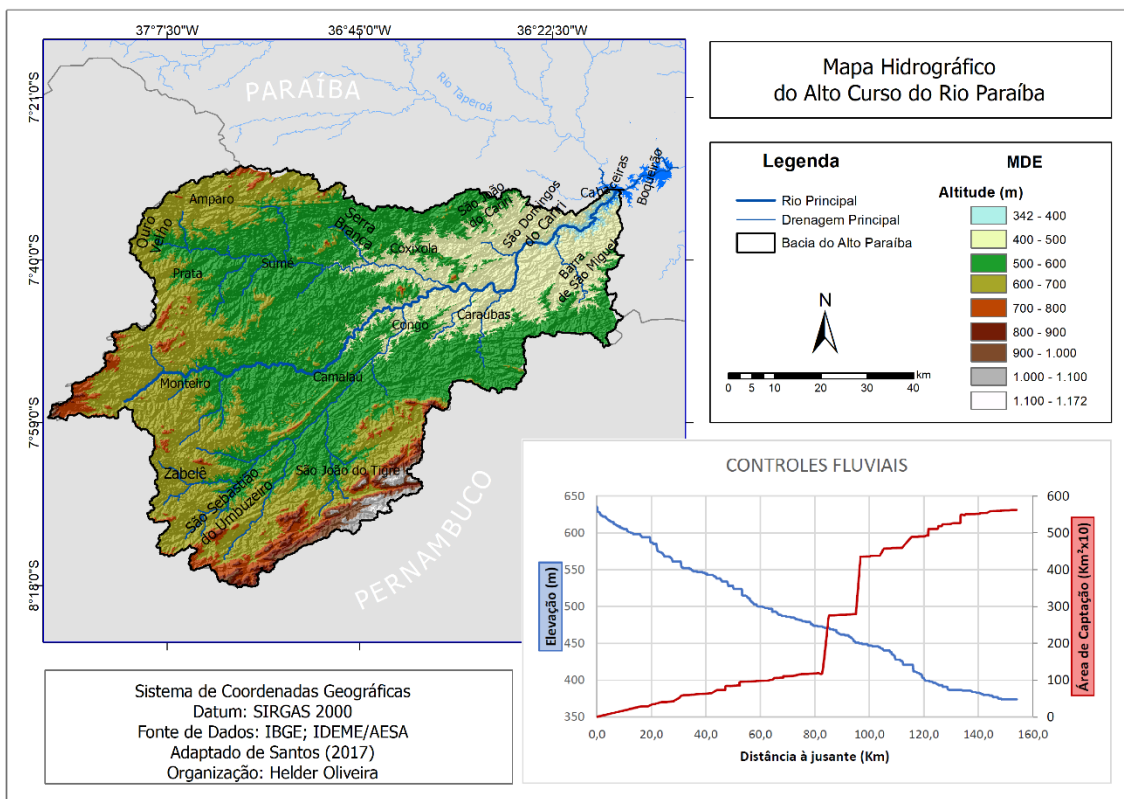 37°7'30"W
36°45'0"W
36°22'30"W
7°21'0"S
7°40'0"S
7°59'0"S
8°18'0"S
PARAÍBA
Rio Taperoá
Amparo
Ouro
Velho
Prata
Sumé
Serra
Branca
São João
do Cariri
Coxixola
São Domingos
do Cariri
Cabaceiras
Boqueirão
Barra
de São Miguel
Congo
Caraubas
Monteiro
Camalaú
Zabelê
São Sebastião
do Umbuzeiro
São João do Tigre
PERNAMBUCO
Mapa Hidrográfico
do Alto Curso do Rio Paraíba
Legenda
Rio Principal
Drenagem Principal
Bacia do Alto Paraíba
MDE
Altitude (m)
342 - 400
400 - 500
500 - 600
600 - 700
700 - 800
800 - 900
900 - 1.000
1.000 - 1.100
1.100 - 1.172
N
km
0 5 10 20 30 40
Sistema de Coordenadas Geográficas
Datum: SIRGAS 2000
Fonte de Dados: IBGE; IDEME/AESA
Adaptado de Santos (2017)
Organização: Helder Oliveira
CONTROLES FLUVIAIS
Elevação (m)
650
600
550
500
450
400
350
600
500
400
300
200
100
0
Área de Captação (Km²x10)
0,0 20,0 40,0 60,0 80,0 100,0 120,0 140,0 160,0
Distância à jusante (Km)